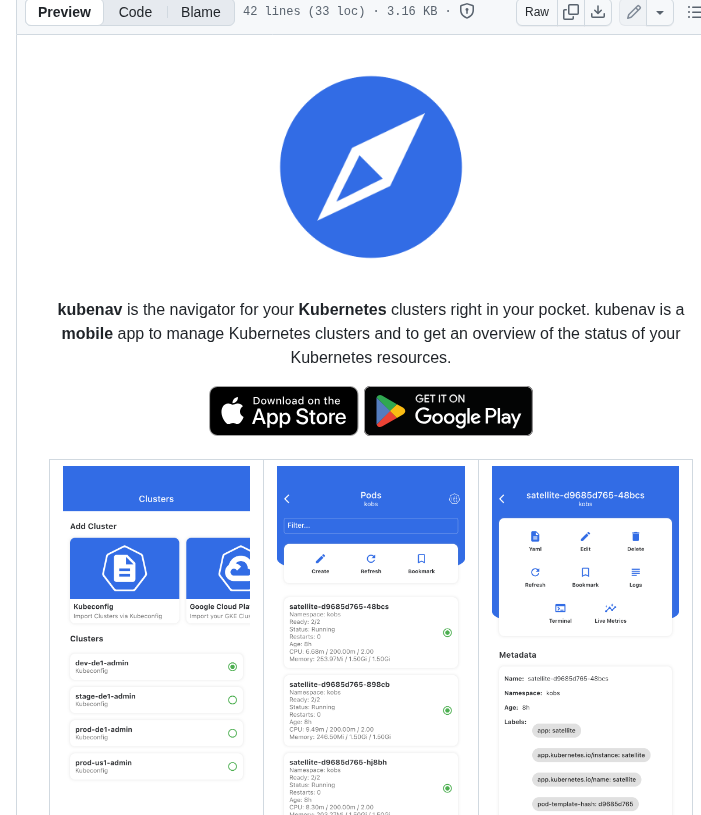 Preview Code Blame 42 lines (33 loc) · 3.16 KB · Raw
kubenav is the navigator for your Kubernetes clusters right in your pocket. kubenav is a
mobile app to manage Kubernetes clusters and to get an overview of the status of your
Kubernetes resources.
Download on the
App Store
GET IT ON
Google Play
Clusters
Add Cluster
Kubeconfig
Import Clusters via Kubeconfig
Google Cloud Pla
Import your GKE Clus
Clusters
dev-de1-admin
Kubeconfig
stage-de1-admin
Kubeconfig
prod-de1-admin
Kubeconfig
prod-us1-admin
Kubeconfig
Pods
kobs
Filter...
Create Refresh Bookmark
satellite-d9685d765-48bcs
Namespace: kobs
Ready: 2/2
Status: Running
Restarts: 0
Age: 8h
CPU: 6.68m / 200.00m / 2.00
Memory: 253.97Mi / 1.50Gi / 1.50Gi
satellite-d9685d765-898cb
Namespace: kobs
Ready: 2/2
Status: Running
Restarts: 0
Age: 8h
CPU: 9.49m / 200.00m / 2.00
Memory: 246.50Mi / 1.50Gi / 1.50Gi
satellite-d9685d765-hj8bh
Namespace: kobs
Ready: 2/2
Status: Running
Restarts: 0
Age: 8h
CPU: 8.30m / 200.00m / 2.00
satellite-d9685d765-48bcs
kobs
Yaml Edit Delete
Refresh Bookmark Logs
Terminal Live Metrics
Metadata
Name: satellite-d9685d765-48bcs
Namespace: kobs
Age: 8h
Labels:
app: satellite
app.kubernetes.io/instance: satellite
app.kubernetes.io/name: satellite
pod-template-hash: d9685d765